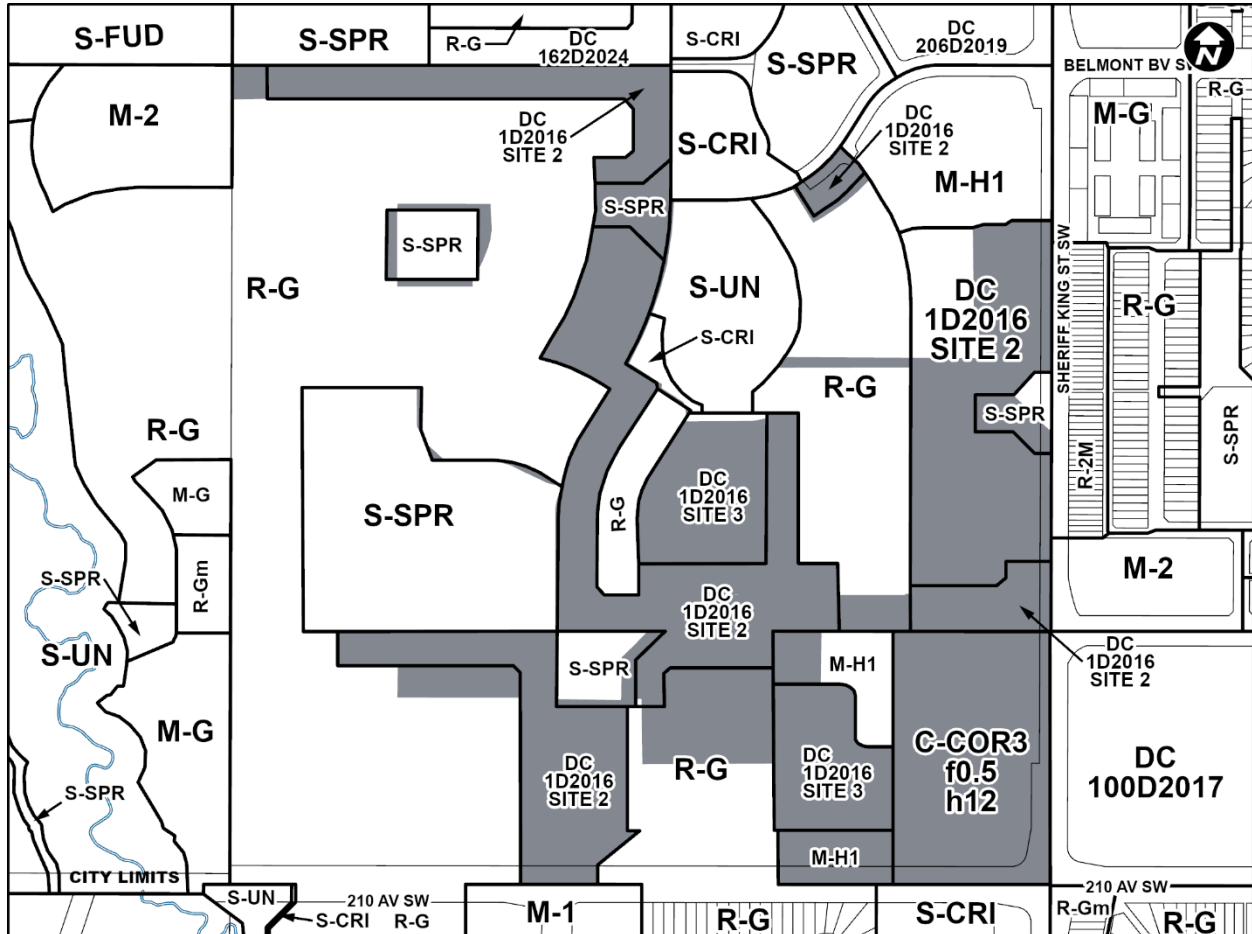 S-FUD
S-SPR
R-G
DC
162D2024
S-CRI
S-SPR
DC
206D2019
N
BELMONT BV S
R-G
M-2
DC
1D2016
SITE 2
S-CRI
DC
1D2016
SITE 2
M-H1
M-G
S-SPR
S-SPR
R-G
S-UN
S-CRI
DC
1D2016
SITE 2
SHERIFF KING ST SW
R-G
R-G
S-SPR
R-2M
S-SPR
R-G
M-G
S-SPR
R-G
DC
1D2016
SITE 3
R-Gm
S-SPR
M-2
DC
1D2016
SITE 2
S-UN
S-SPR
M-H1
DC
1D2016
SITE 2
M-G
DC
1D2016
SITE 2
R-G
DC
1D2016
SITE 3
C-COR3
f0.5
h12
DC
100D2017
S-SPR
M-H1
CITY LIMITS
S-UN
210 AV SW
S-CRI
R-G
M-1
R-G
S-CRI
210 AV SW
R-Gm
R-G